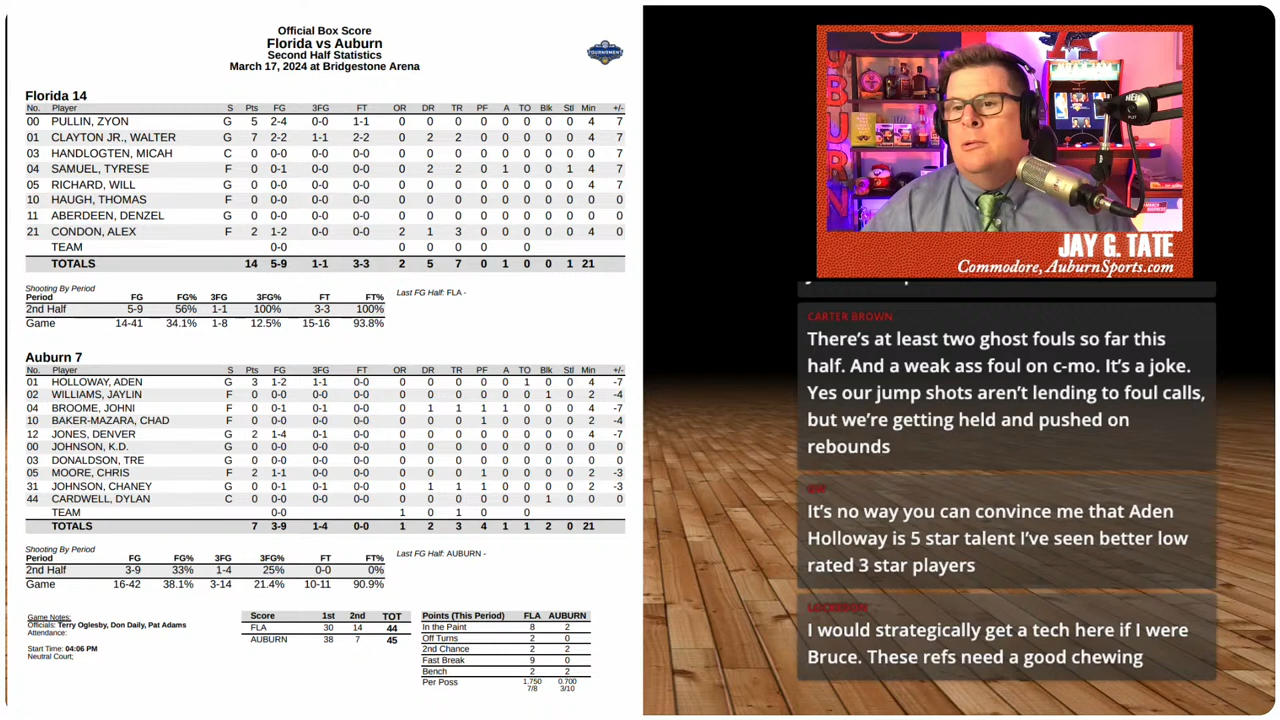 Official Box Score
Florida vs Auburn
Second Half Statistics
March 17, 2024 at Bridgestone Arena
TOURNAMENT
Florida 14
No. Player S Pts FG 3FG FT OR DR TR PF A TO Blk Stl Min +/-
00 PULLIN, ZYON G 5 2-4 0-0 1-1 0 0 0 0 0 0 0 0 4 7
01 CLAYTON JR., WALTER G 7 2-2 1-1 2-2 0 2 2 0 0 0 0 0 4 7
03 HANDLOGTEN, MICAH C 0 0-0 0-0 0-0 0 0 0 0 0 0 0 0 0 7
04 SAMUEL, TYRESE F 0 0-1 0-0 0-0 0 2 2 0 1 0 0 1 4 7
05 RICHARD, WILL G 0 0-0 0-0 0-0 0 0 0 0 0 0 0 0 4 7
10 HAUGH, THOMAS F 0 0-0 0-0 0-0 0 0 0 0 0 0 0 0 0 0
11 ABERDEEN, DENZEL G 0 0-0 0-0 0-0 0 0 0 0 0 0 0 0 0 0
21 CONDON, ALEX F 2 1-2 0-0 0-0 2 1 3 0 0 0 0 0 4 0
TEAM 0-0 0 0 0 0 0
TOTALS 14 5-9 1-1 3-3 2 5 7 0 1 0 0 1 21
Shooting By Period
Period FG FG% 3FG 3FG% FT FT%
2nd Half 5-9 56% 1-1 100% 3-3 100%
Game 14-41 34.1% 1-8 12.5% 15-16 93.8%
Last FG Half: FLA -
Auburn 7
No. Player S Pts FG 3FG FT OR DR TR PF A TO Blk Stl Min +/-
01 HOLLOWAY, ADEN G 3 1-2 1-1 0-0 0 0 0 0 0 1 0 0 4 -7
02 WILLIAMS, JAYLIN F 0 0-0 0-0 0-0 0 0 0 0 0 0 1 0 2 -4
04 BROOME, JOHNI F 0 0-1 0-1 0-0 0 1 1 1 1 0 0 0 4 -7
10 BAKER-MAZARA, CHAD F 0 0-0 0-0 0-0 0 0 0 1 0 0 0 0 2 -4
12 JONES, DENVER G 2 1-4 0-1 0-0 0 0 0 0 0 0 0 0 4 -7
00 JOHNSON, K.D. G 0 0-0 0-0 0-0 0 0 0 0 0 0 0 0 0 0
03 DONALDSON, TRE G 0 0-0 0-0 0-0 0 0 0 0 0 0 0 0 0 0
05 MOORE, CHRIS F 2 1-1 0-0 0-0 0 0 0 1 0 0 0 0 2 -3
31 JOHNSON, CHANEY G 0 0-1 0-1 0-0 0 1 1 1 0 0 0 0 2 -3
44 CARDWELL, DYLAN C 0 0-0 0-0 0-0 0 0 0 0 0 0 1 0 0 0
TEAM 0-0 1 0 1 0 0
TOTALS 7 3-9 1-4 0-0 1 2 3 4 1 1 2 0 21
Shooting By Period
Period FG FG% 3FG 3FG% FT FT%
2nd Half 3-9 33% 1-4 25% 0-0 0%
Game 16-42 38.1% 3-14 21.4% 10-11 90.9%
Last FG Half: AUBURN -
Game Notes:
Officials: Terry Oglesby, Don Daily, Pat Adams
Attendance:
Start Time: 04:06 PM
Neutral Court;
Score 1st 2nd TOT
FLA 30 14 44
AUBURN 38 7 45
Points (This Period) FLA AUBURN
In the Paint 8 2
Off Turns 2 0
2nd Chance 2 2
Fast Break 9 0
Bench 2 2
Per Poss 1.750 0.700
7/8 3/10
JAY G. TATE
Commodore, AuburnSports.com
CARTER BROWN
There's at least two ghost fouls so far this
half. And a weak ass foul on c-mo. It's a joke.
Yes our jump shots aren't lending to foul calls,
but we're getting held and pushed on
rebounds
It's no way you can convince me that Aden
Holloway is 5 star talent I've seen better low
rated 3 star players
I would strategically get a tech here if I were
Bruce. These refs need a good chewing